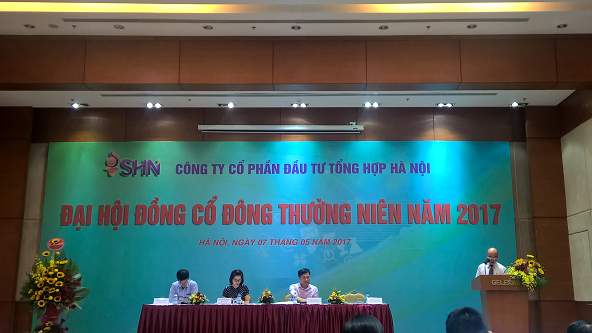 SHN CÔNG TY CỔ PHẦN ĐẦU TƯ TỔNG HỢP HÀ NỘI
ĐẠI HỘI ĐỒNG CỔ ĐÔNG THƯỜNG NIÊN NĂM 2017
HÀ NỘI, NGÀY 07 THÁNG 05 NĂM 2017